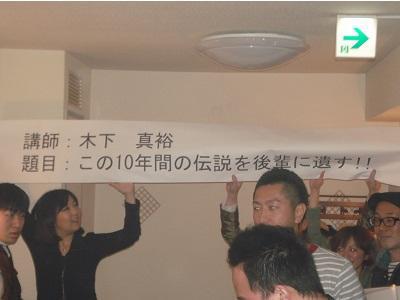 講師：木下　真裕
題目：この10年間の伝説を後輩に遺す!!